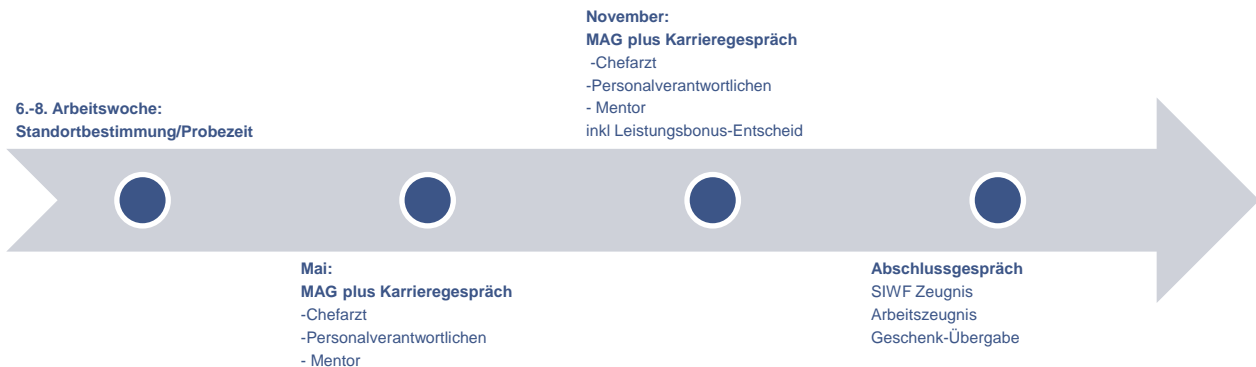 6.-8. Arbeitswoche:
Standortbestimmung/Probezeit
Mai:
MAG plus Karrieregespräch
-Chefarzt
-Personalverantwortlichen
- Mentor
November:
MAG plus Karrieregespräch
-Chefarzt
-Personalverantwortlichen
- Mentor
inkl Leistungsbonus-Entscheid
Abschlussgespräch
SIWF Zeugnis
Arbeitszeugnis
Geschenk-Übergabe